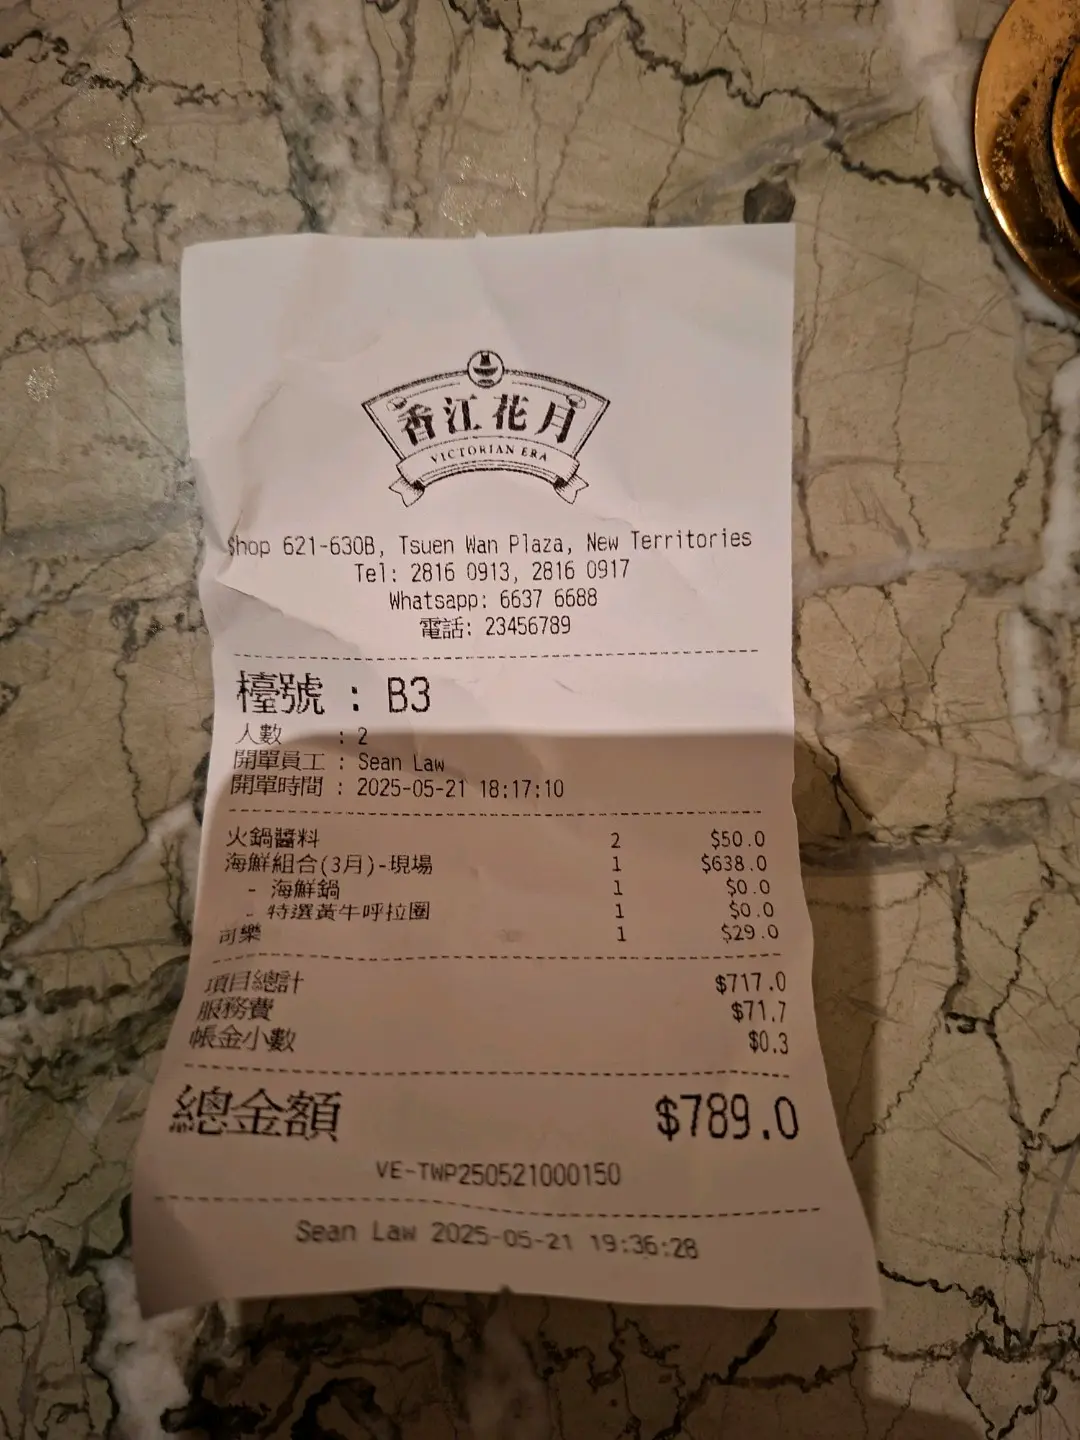 香江花月
VICTORIAN ERA
Shop 621-630B, Tsuen Wan Plaza, New Territories
Tel: 2816 0913, 2816 0917
Whatsapp: 6637 6688
電話: 23456789
檯號 : B3
人數 : 2
開單員工 : Sean Law
開單時間 : 2025-05-21 18:17:10
火鍋醬料 2 $50.0
海鮮組合(3月)-現場 1 $638.0
- 海鮮鍋 1 $0.0
- 特選黃牛呼拉圈 1 $0.0
可樂 1 $29.0
項目總計 $717.0
服務費 $71.7
帳金小數 $0.3
總金額 $789.0
VE-TWP250521000150
Sean Law 2025-05-21 19:36:28